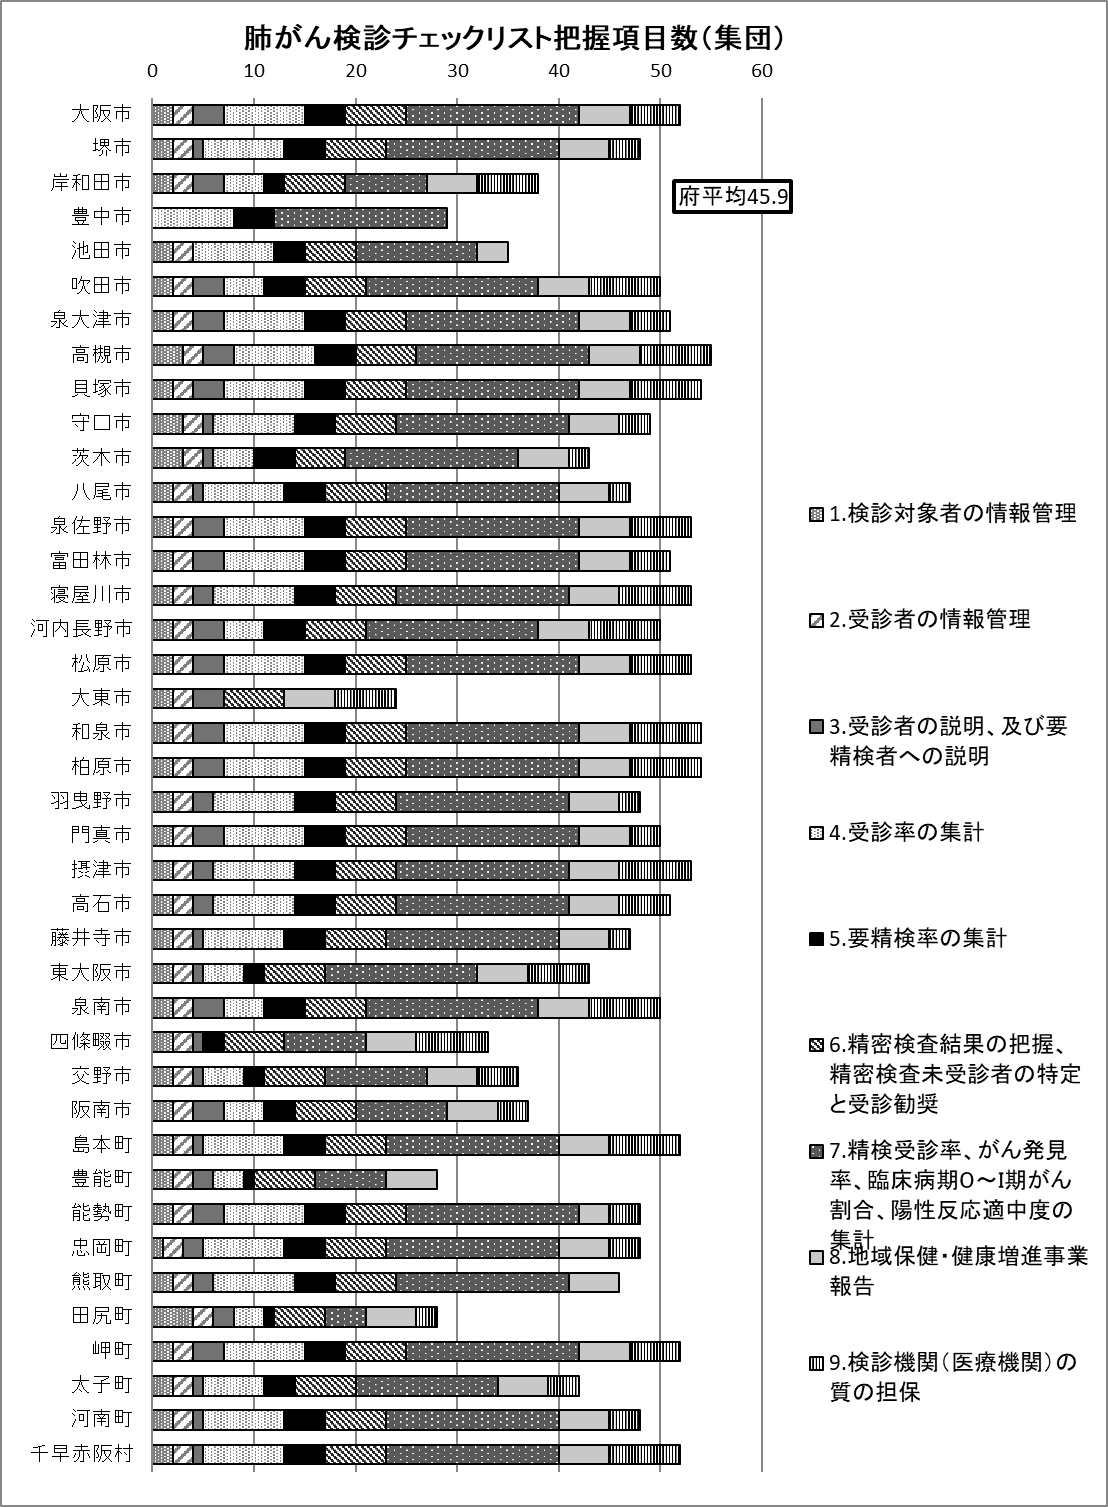 肺がん検診チェックリスト把握項目数（集団）
0 10 20 30 40 50 60
大阪市
堺市
岸和田市
府平均45.9
豊中市
池田市
吹田市
泉大津市
高槻市
貝塚市
守口市
茨木市
八尾市
泉佐野市
富田林市
寝屋川市
河内長野市
松原市
大東市
和泉市
柏原市
羽曳野市
門真市
摂津市
高石市
藤井寺市
東大阪市
泉南市
四條畷市
交野市
阪南市
島本町
豊能町
能勢町
忠岡町
熊取町
田尻町
岬町
太子町
河南町
千早赤阪村
1.検診対象者の情報管理
2.受診者の情報管理
3.受診者の説明、及び要
精検者への説明
4.受診率の集計
5.要精検率の集計
6.精密検査結果の把握、
精密検査未受診者の特定
と受診勧奨
7.精検受診率、がん発見
率、臨床病期0～I期がん
割合、陽性反応適中度の
集計
8.地域保健・健康増進事業
報告
9.検診機関（医療機関）の
質の担保